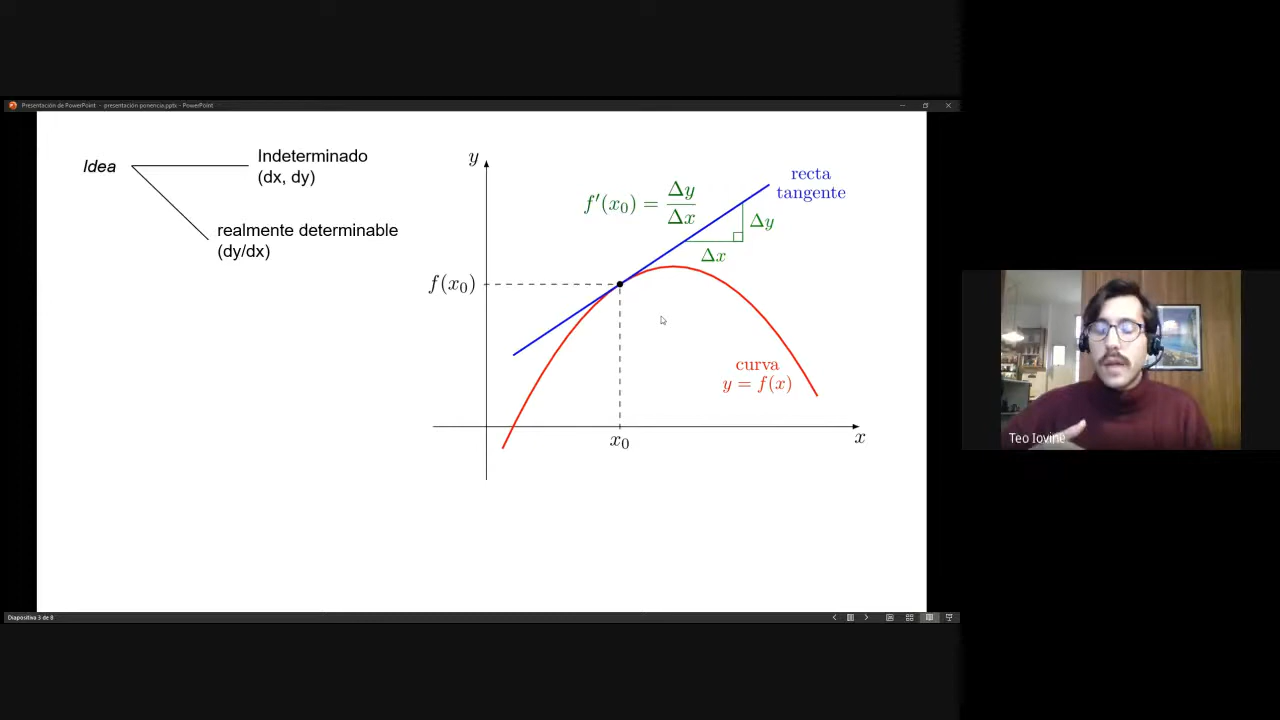 Presentación de PowerPoint - presentación ponencia.pptx - PowerPoint
Idea
Indeterminado
(dx, dy)
realmente determinable
(dy/dx)
y
f′(x₀) = Δy/Δx
recta
tangente
Δy
Δx
f(x₀)
curva
y = f(x)
x₀
x
Teo Iovine
Diapositiva 3 de 8